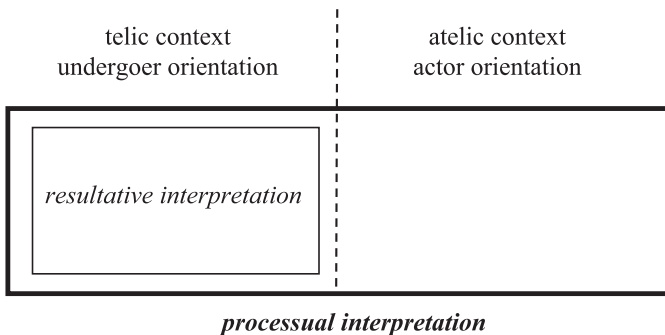 telic context
undergoer orientation
atelic context
actor orientation
resultative interpretation
processual interpretation